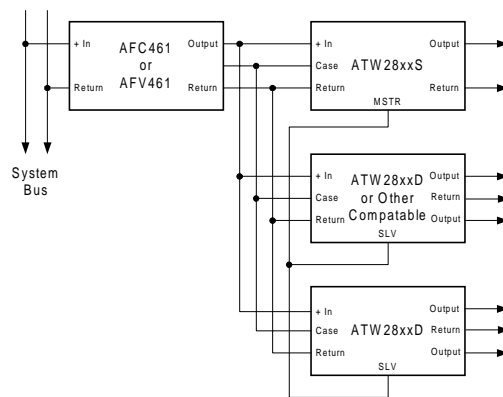 + In
Return
AFC461
or
AFV461
Output
Return
System
Bus
+ In
Case
Return
ATW28xxS
MSTR
Output
Return
+ In
Case
Return
ATW28xxD
or Other
Compatable
SLV
Output
Return
Output
+ In
Case
Return
ATW28xxD
SLV
Output
Return
Output